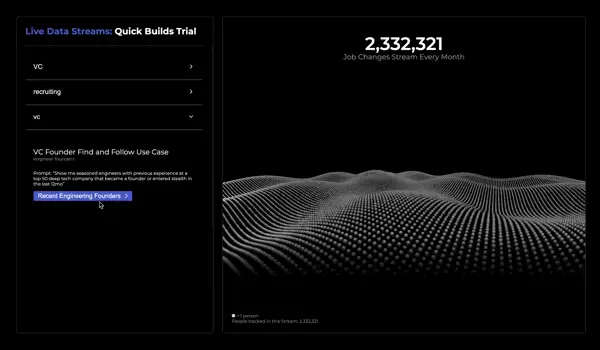 Live Data Streams: Quick Builds Trial
VC
recruiting
vc
VC Founder Find and Follow Use Case
engineer founders
Prompt: "Show me seasoned engineers with previous experience at a
top 50 deep tech company that became a founder or entered stealth in
the last 12mo"
Recent Engineering Founders
2,332,321
Job Changes Stream Every Month
= 1 person
People tracked in this Stream: 2,332,321